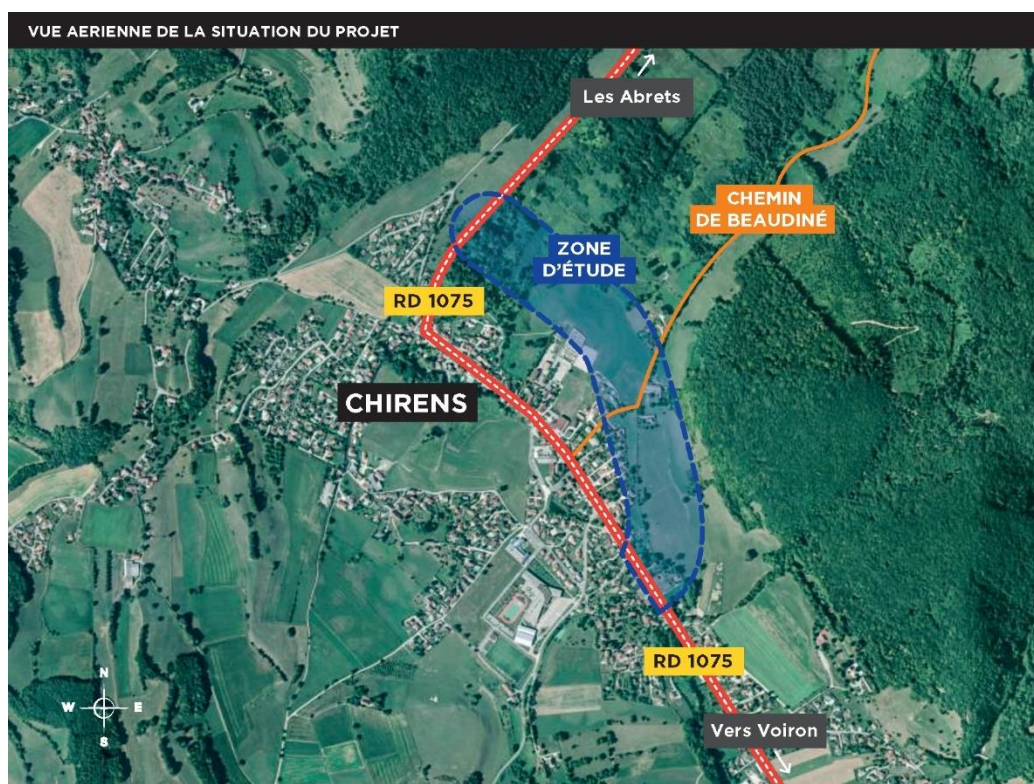 VUE AERIENNE DE LA SITUATION DU PROJET
Les Abrets
CHEMIN
DE BEAUDINÉ
ZONE
D'ÉTUDE
RD 1075
CHIRENS
RD 1075
Vers Voiron
N
W
E
S